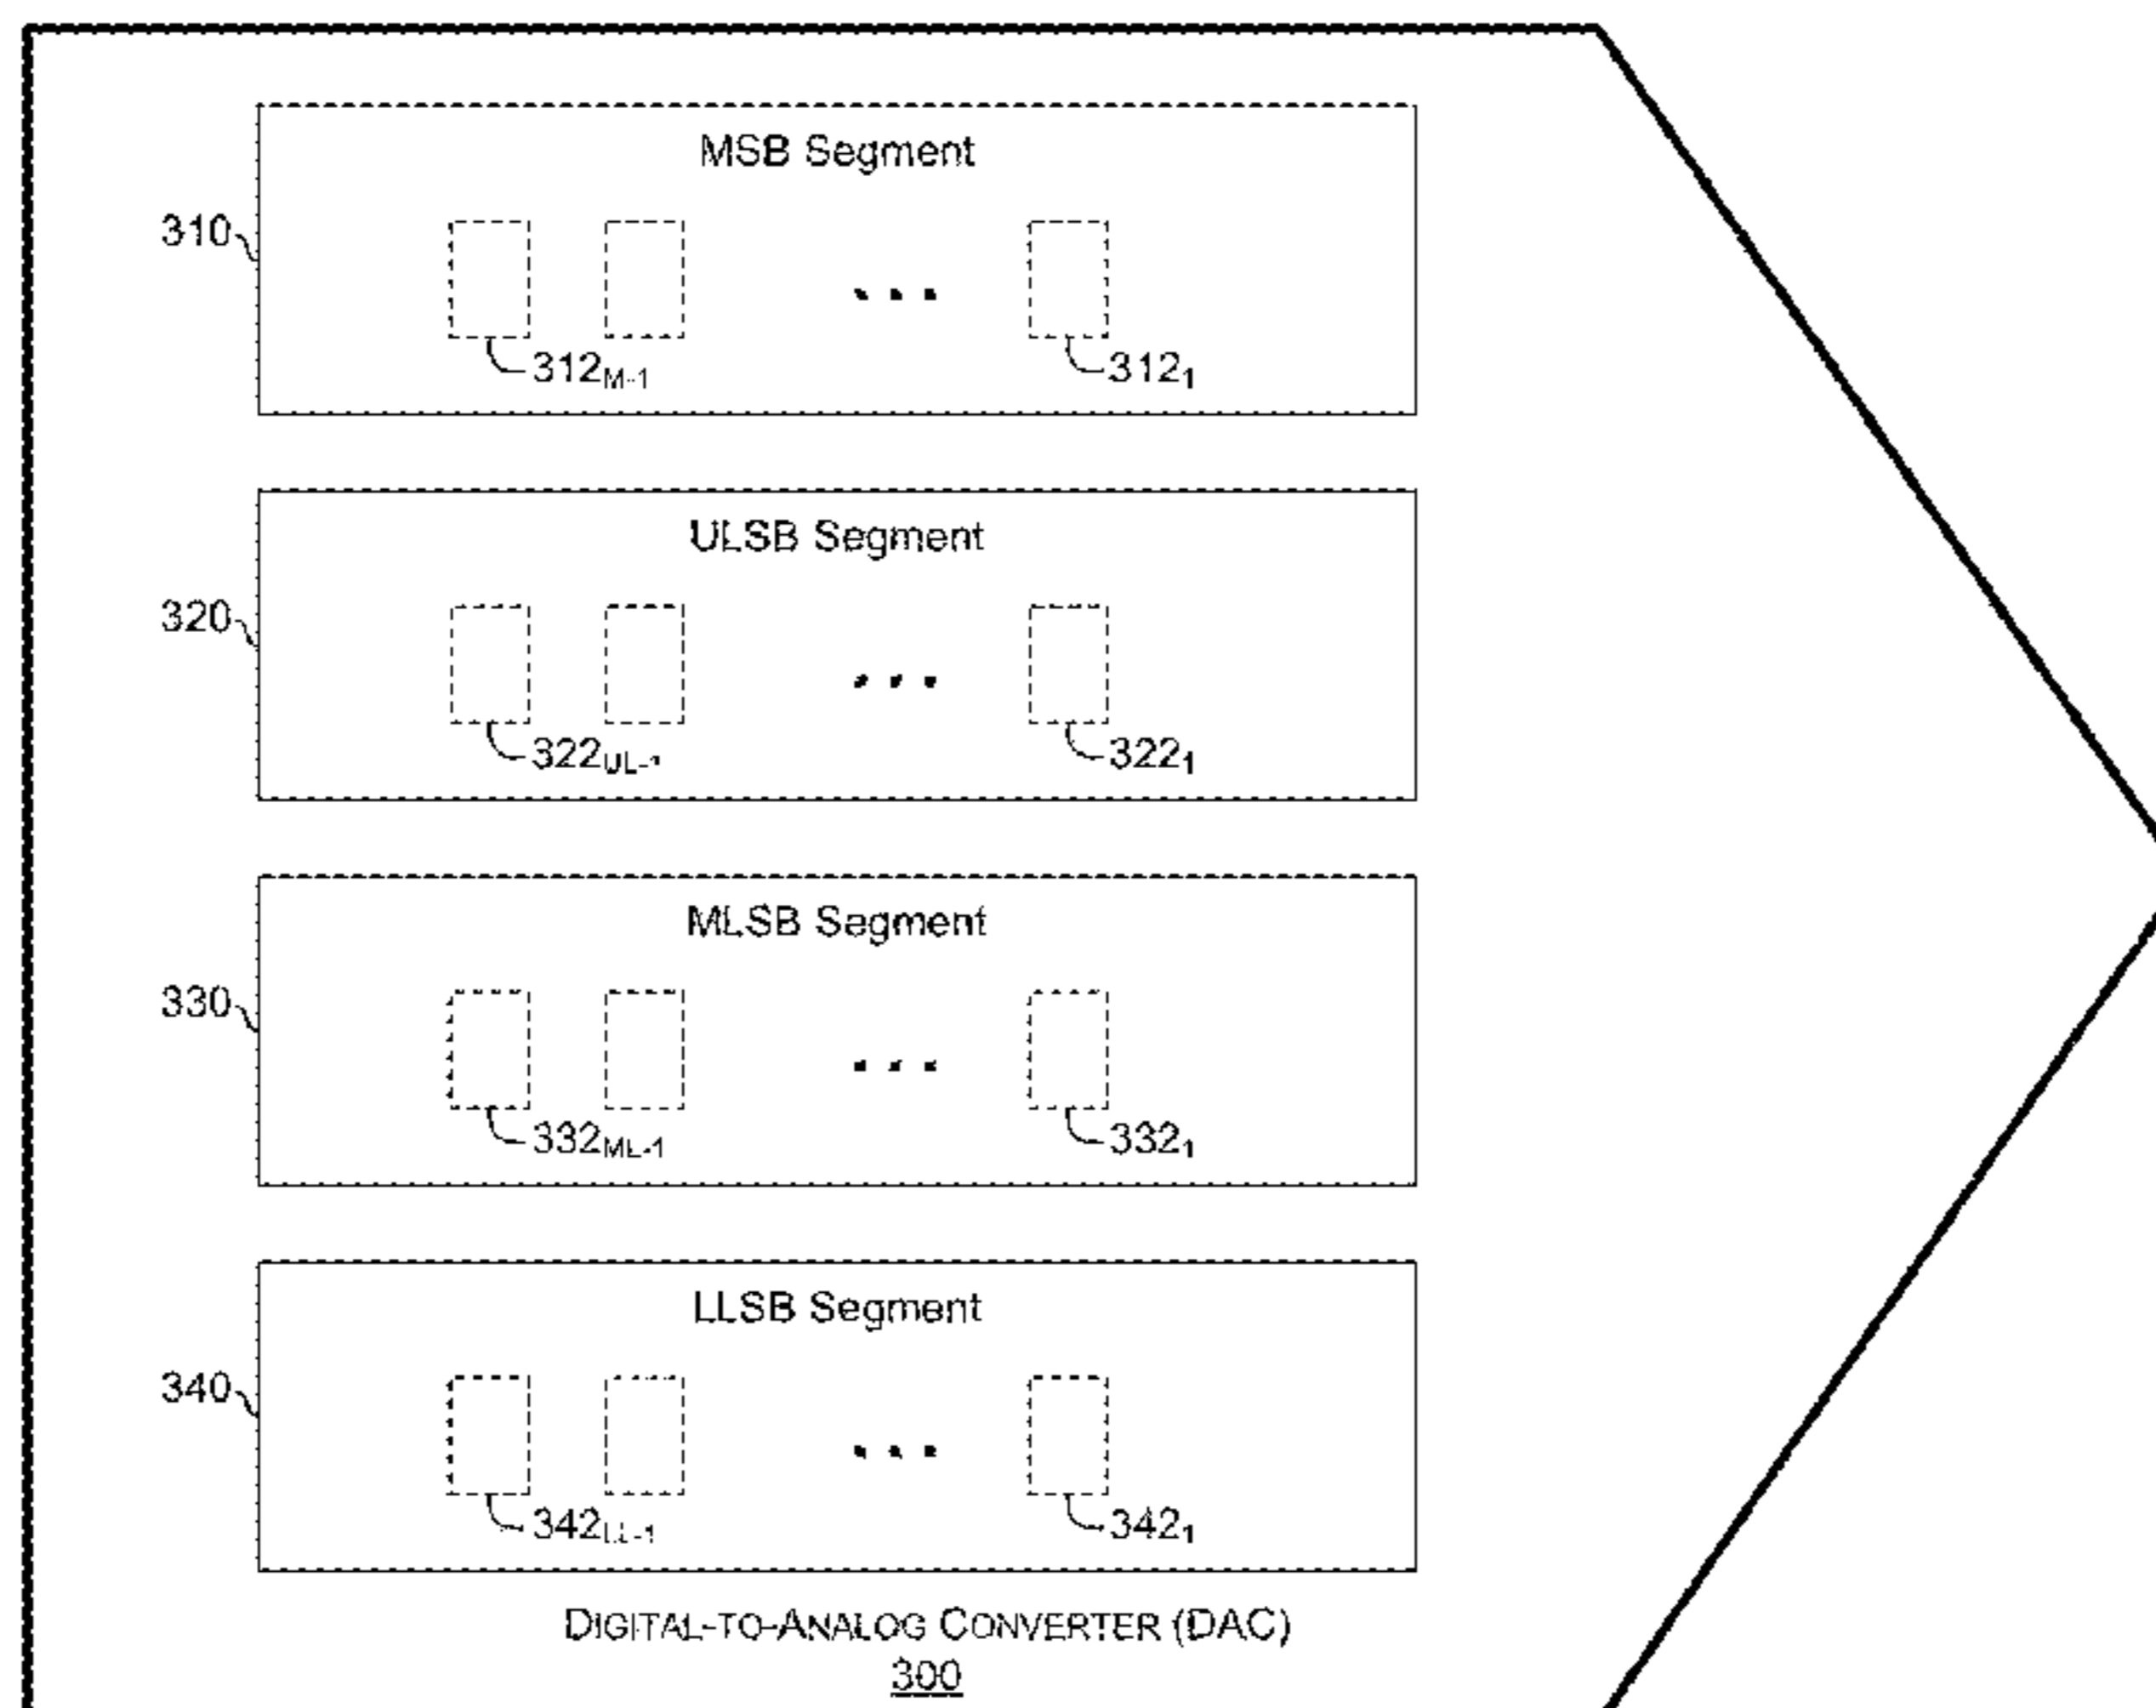 MSB Segment
310
312M-1
3121
ULSB Segment
320
322UL-1
3221
MLSB Segment
330
332ML-1
3321
LLSB Segment
340
342LL-1
3421
DIGITAL-TO-ANALOG CONVERTER (DAC)
300